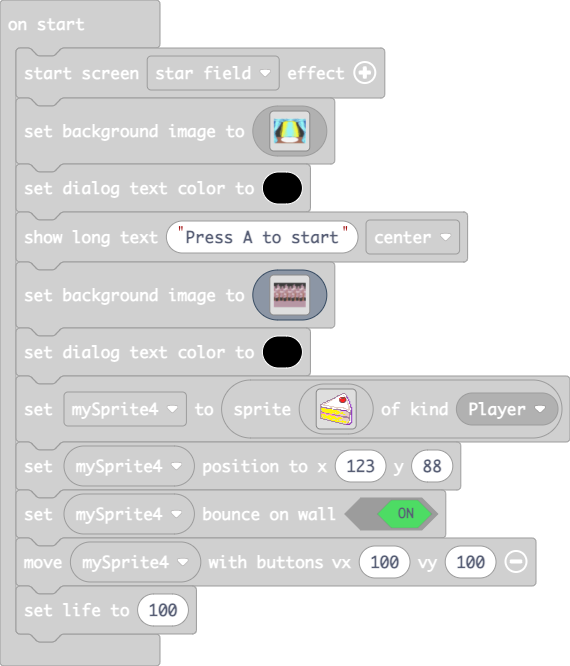 on start
start screen star field effect
set background image to
set dialog text color to
show long text "Press A to start" center
set background image to
set dialog text color to
set mySprite4 to sprite of kind Player
set mySprite4 position to x 123 y 88
set mySprite4 bounce on wall ON
move mySprite4 with buttons vx 100 vy 100
set life to 100